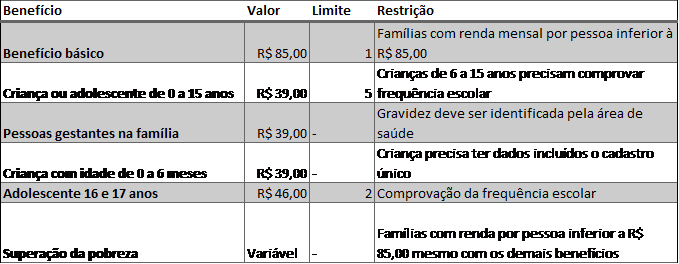 Benefício Valor Limite Restrição
Famílias com renda mensal por pessoa inferior à
Benefício básico R$ 85,00 1 R$ 85,00
Crianças de 6 a 15 anos precisam comprovar
Criança ou adolescente de 0 a 15 anos R$ 39,00 5 frequência escolar
Gravidez deve ser identificada pela área de
Pessoas gestantes na família R$ 39,00 - saúde
Criança precisa ter dados incluídos o cadastro
Criança com idade de 0 a 6 meses R$ 39,00 - único
Adolescente 16 e 17 anos R$ 46,00 2 Comprovação da frequência escolar
Famílias com renda por pessoa inferior a R$
Superação da pobreza Variável - 85,00 mesmo com os demais benefícios